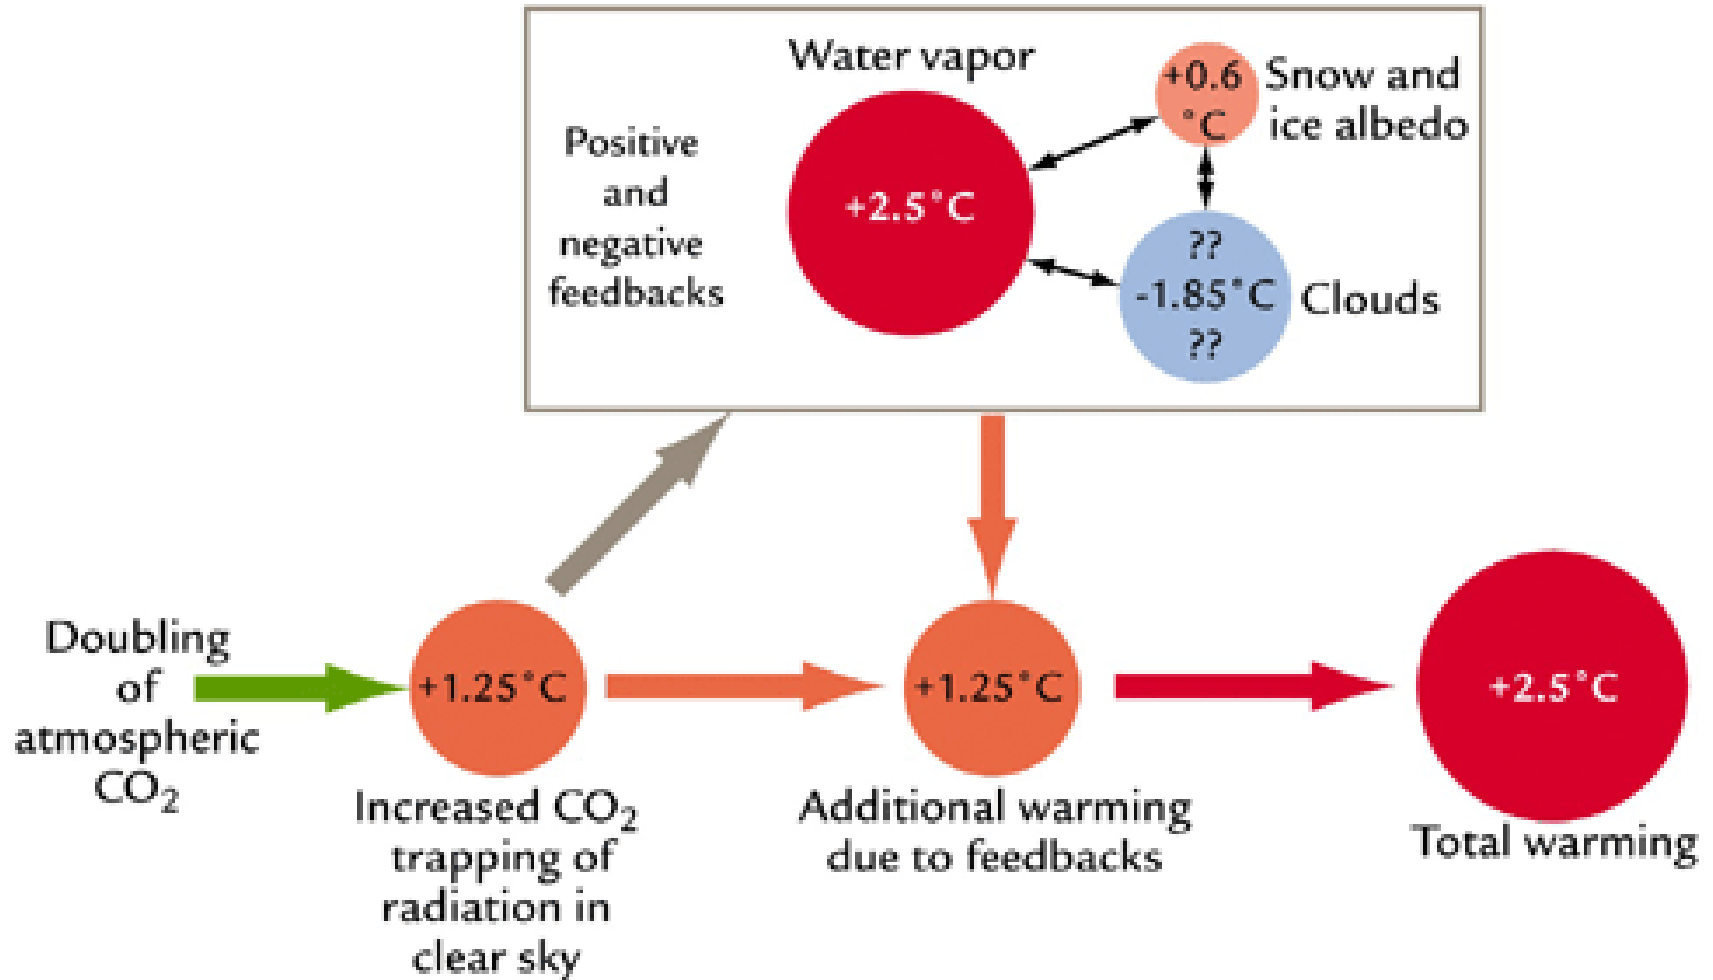 Water vapor
+0.6
°C
Snow and
ice albedo
Positive
and
negative
feedbacks
+2.5°C
??
-1.85°C
??
Clouds
Doubling
of
atmospheric
CO₂
+1.25°C
Increased CO₂
trapping of
radiation in
clear sky
+1.25°C
Additional warming
due to feedbacks
+2.5°C
Total warming